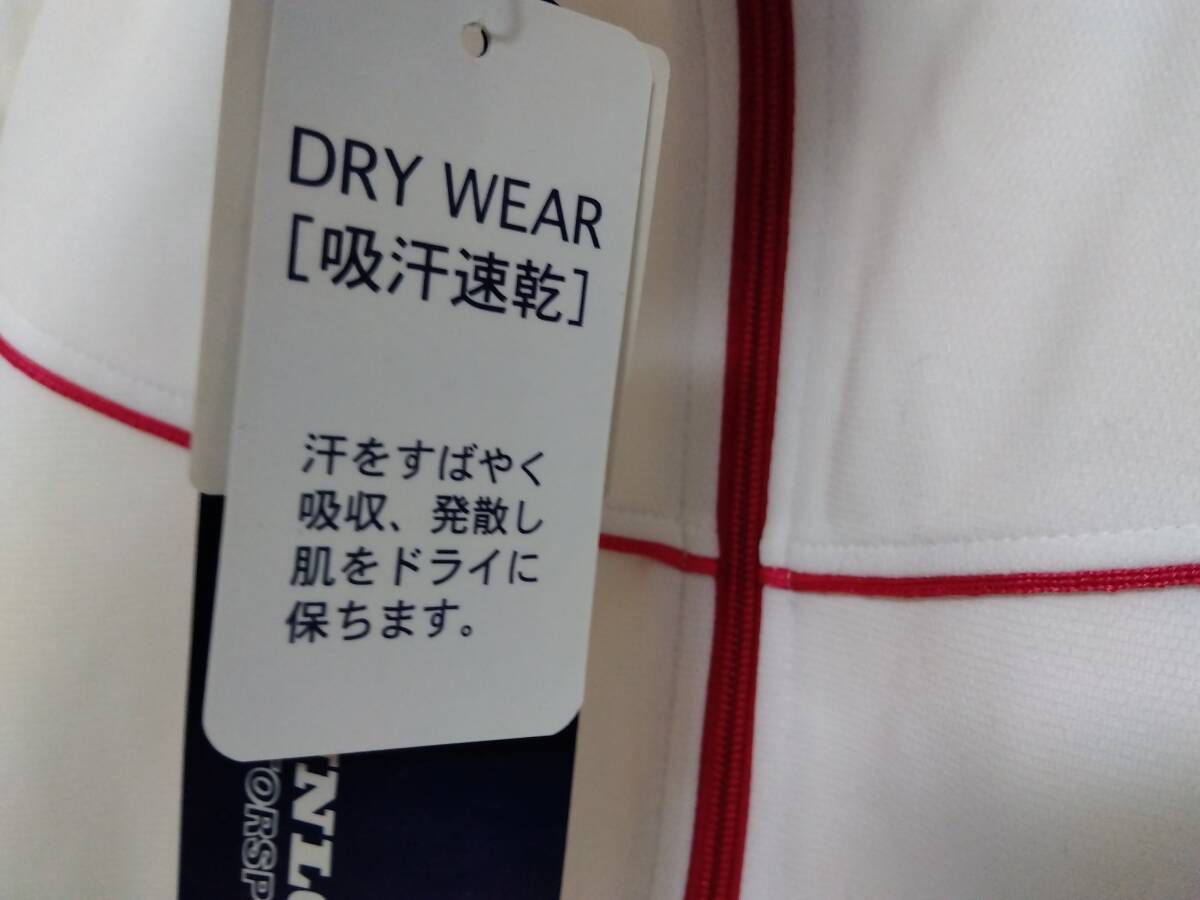 DRY WEAR
[吸汗速乾]
汗をすばやく
吸収、発散し
肌をドライに
保ちます。